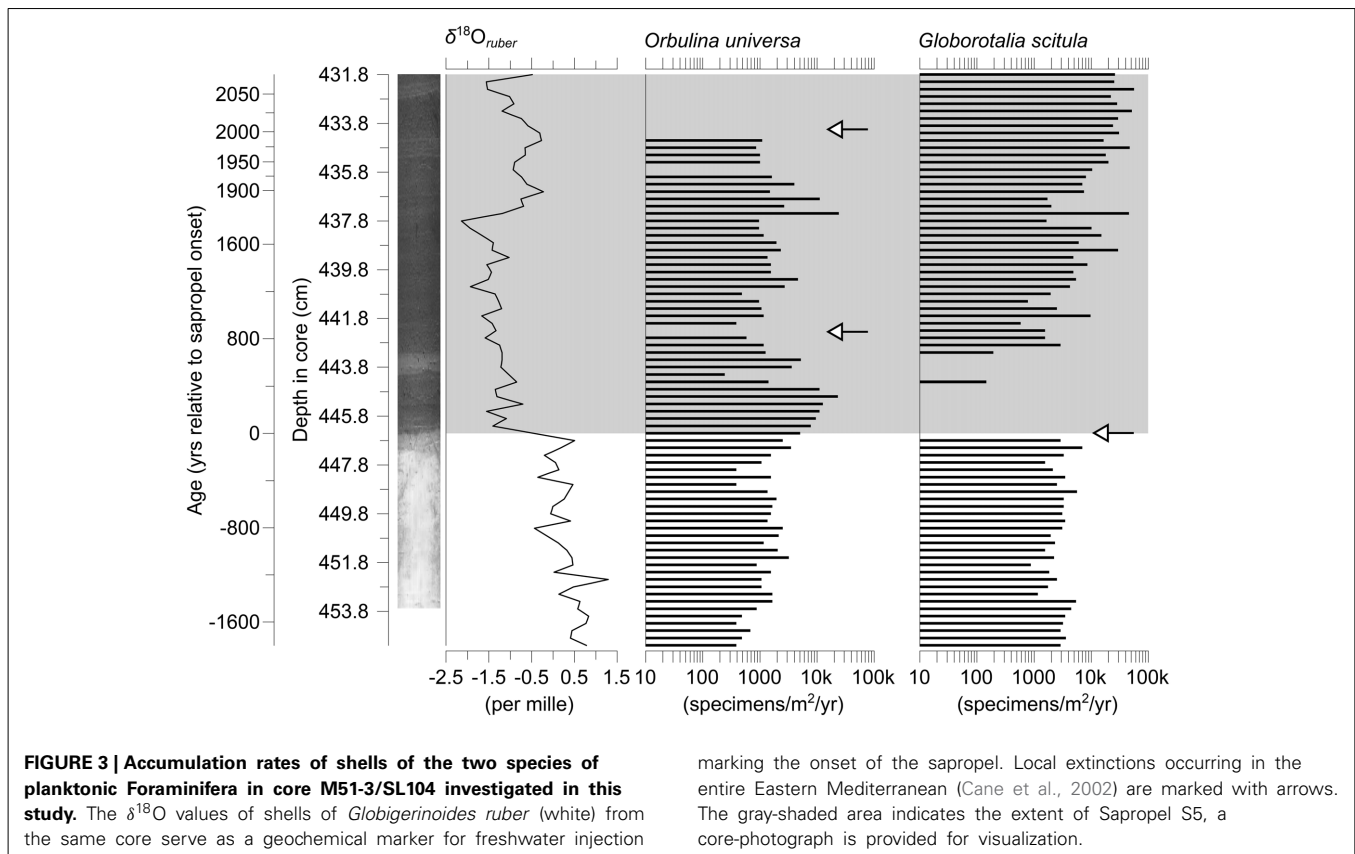 δ18Oruber
Orbulina universa
Globorotalia scitula
Age (yrs relative to sapropel onset)
2050
2000
1950
1900
1600
800
0
-800
-1600
Depth in core (cm)
431.8
433.8
435.8
437.8
439.8
441.8
443.8
445.8
447.8
449.8
451.8
453.8
-2.5 -1.5 -0.5 0.5 1.5
(per mille)
10 100 1000 10k 100k
(specimens/m²/yr)
10 100 1000 10k 100k
(specimens/m²/yr)
FIGURE 3 | Accumulation rates of shells of the two species of
planktonic Foraminifera in core M51-3/SL104 investigated in this
study. The δ18O values of shells of Globigerinoides ruber (white) from
the same core serve as a geochemical marker for freshwater injection
marking the onset of the sapropel. Local extinctions occurring in the
entire Eastern Mediterranean (Cane et al., 2002) are marked with arrows.
The gray-shaded area indicates the extent of Sapropel S5, a
core-photograph is provided for visualization.